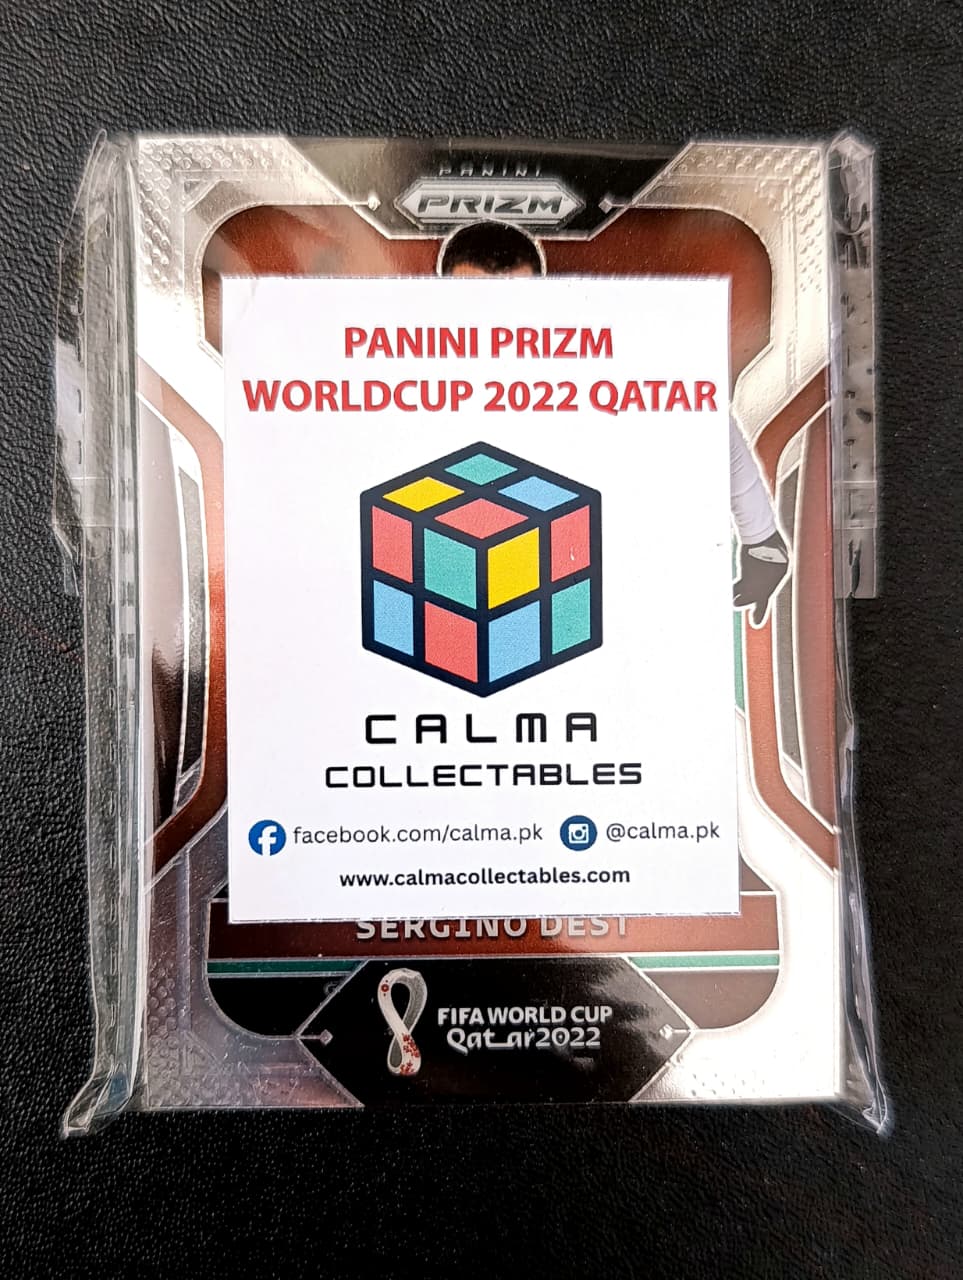 PANINI
PRIZM
PANINI PRIZM
WORLDCUP 2022 QATAR
CALMA
COLLECTABLES
facebook.com/calma.pk @calma.pk
www.calmacollectables.com
SERGINO DEST
FIFA WORLD CUP
Qatar2022